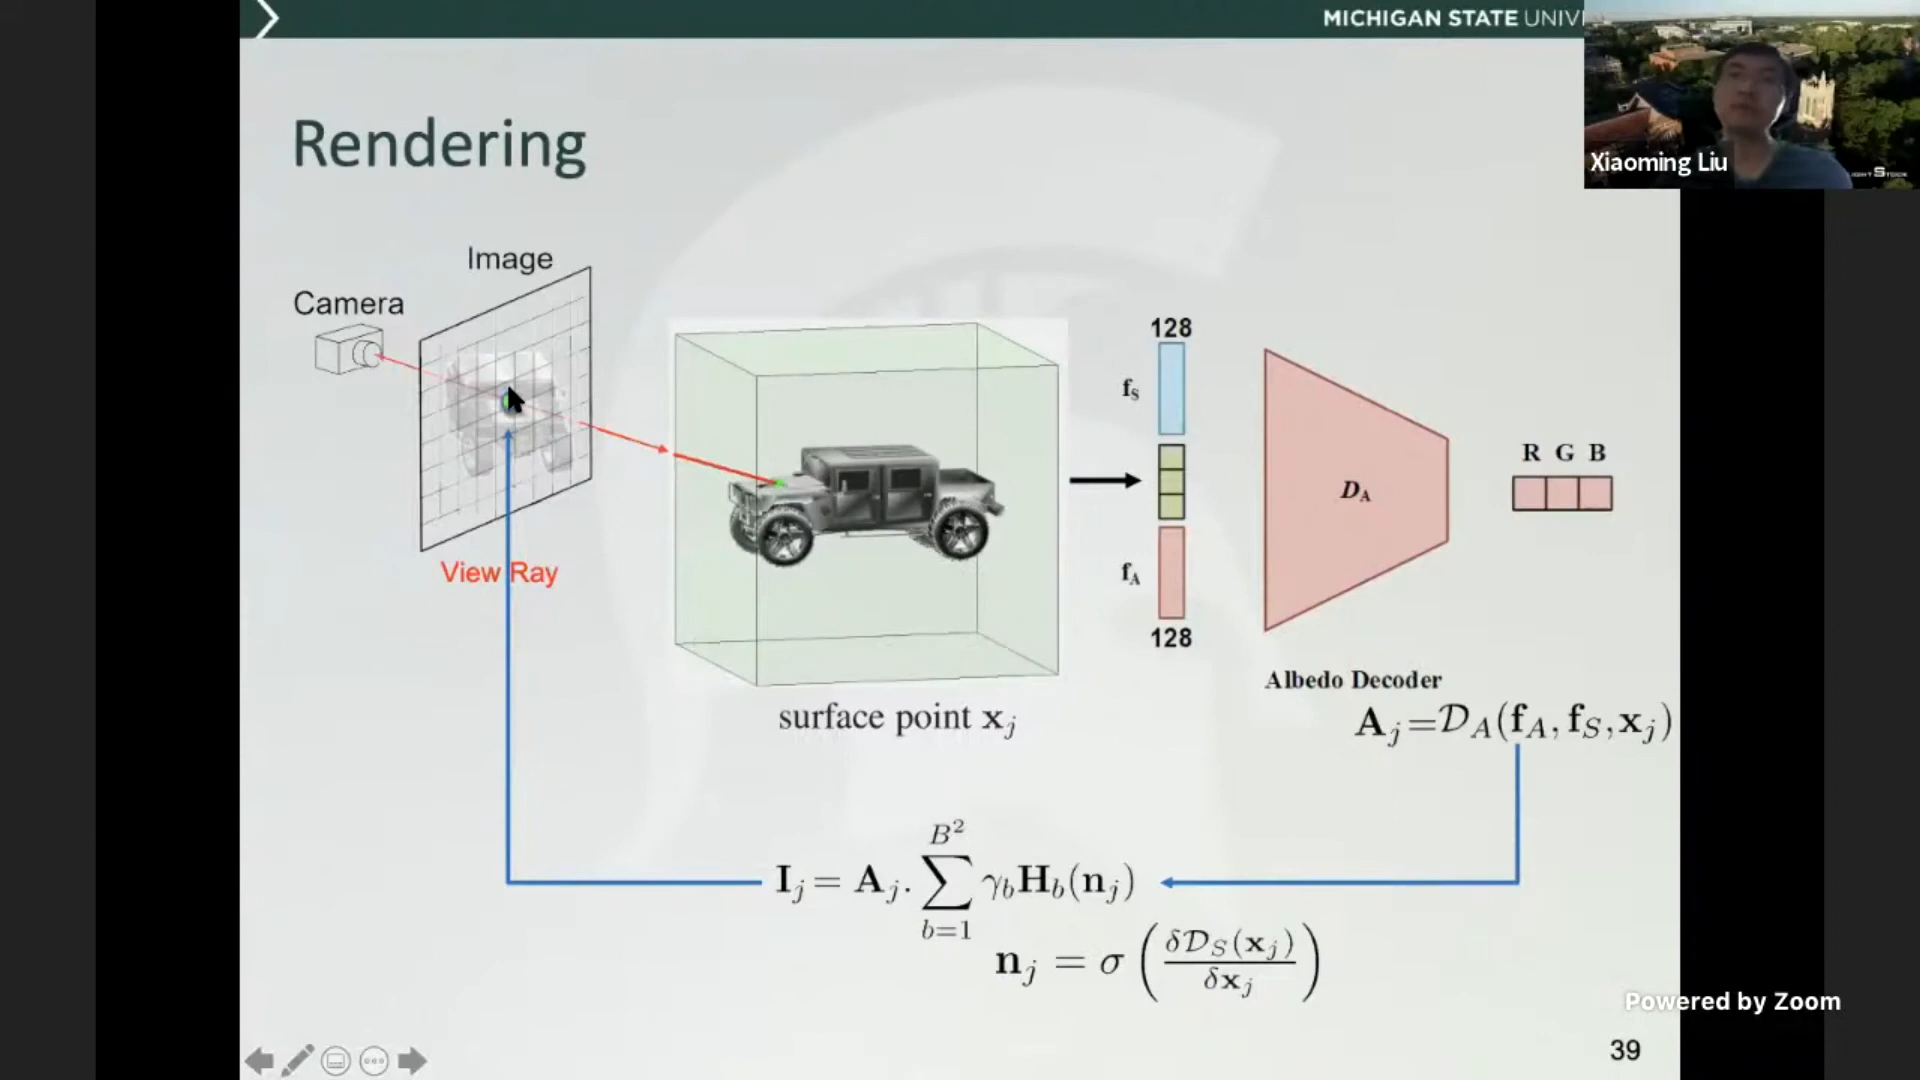 MICHIGAN STATE UNIV
Xiaoming Liu
Rendering
Image
Camera
View Ray
128
f_S
f_A
128
D_A
R G B
Albedo Decoder
surface point x_j
A_j=D_A(f_A, f_S, x_j)
I_j = A_j. ∑_{b=1}^{B^2} γ_b H_b(n_j)
n_j = σ (δD_S(x_j) / δx_j)
Powered by Zoom
39